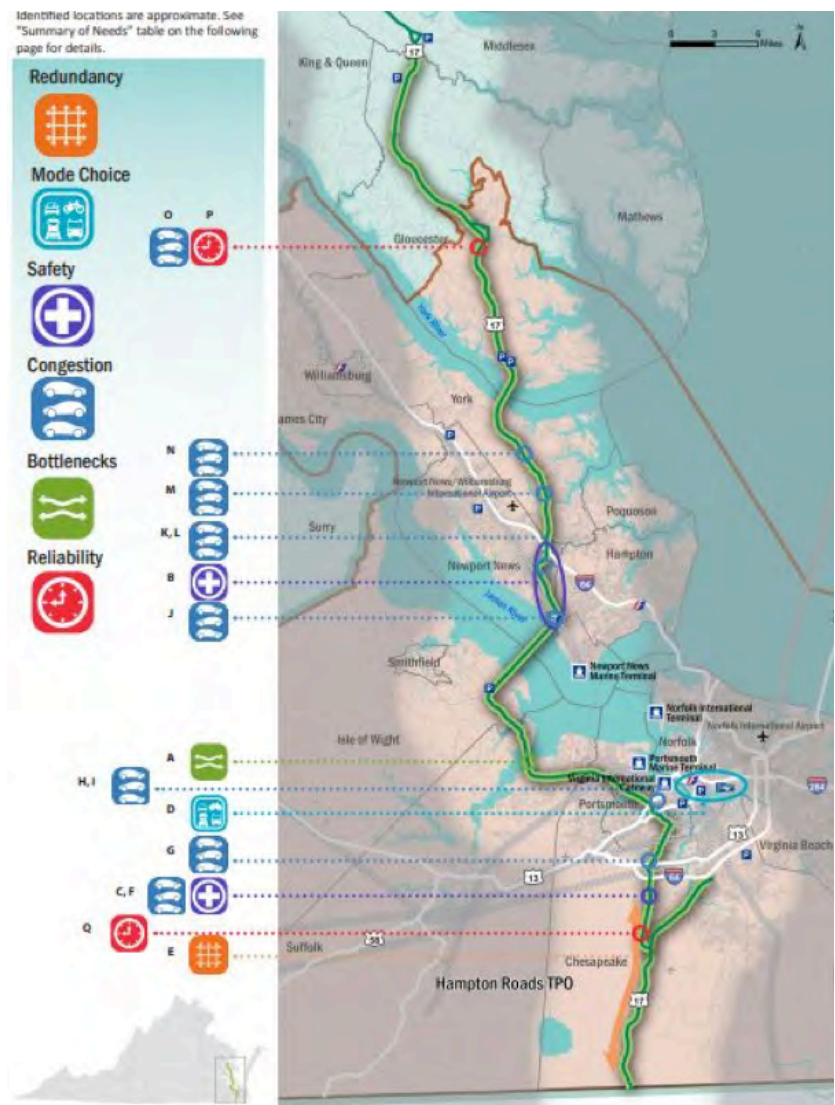 Identified locations are approximate. See
"Summary of Needs" table on the following
page for details.
Redundancy
Mode Choice
Safety
Congestion
Bottlenecks
Reliability
O P
N
M
K, L
B
J
A
H, I
D
G
C, F
Q
E
0 3 6
Miles
N
17
Middlesex
King & Queen
P
P
Mathews
Gloucester
17
York River
P P
Williamsburg
York
James City
P
Newport News/Williamsburg
International Airport
P
Poquoson
Surry
Hampton
Newport News
64
James River
Smithfield
Newport News
Marine Terminal
P
Norfolk International
Terminal
Norfolk International Airport
Isle of Wight
Norfolk
Portsmouth
Marine Terminal
Virginia International
Gateway
P
264
Portsmouth
P
13
Virginia Beach
P
13
64
Suffolk
58
Chesapeake
Hampton Roads TPO
17